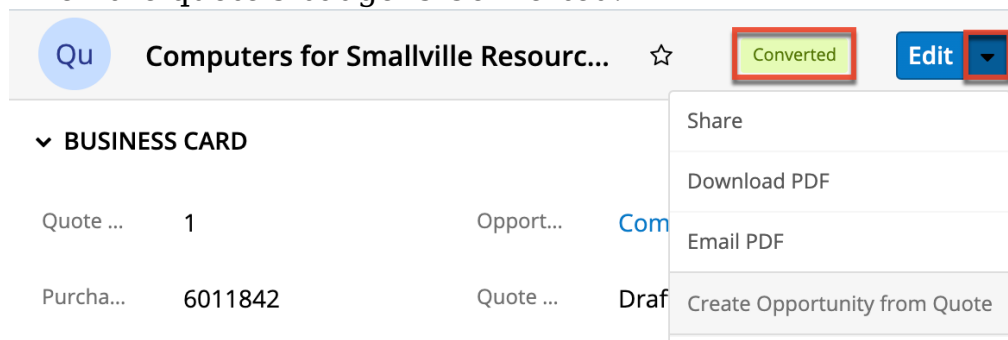 Qu Computers for Smallville Resourc... Converted Edit
Share
BUSINESS CARD
Download PDF
Quote ... 1 Opport... Com
Email PDF
Purcha... 6011842 Quote ... Draf
Create Opportunity from Quote